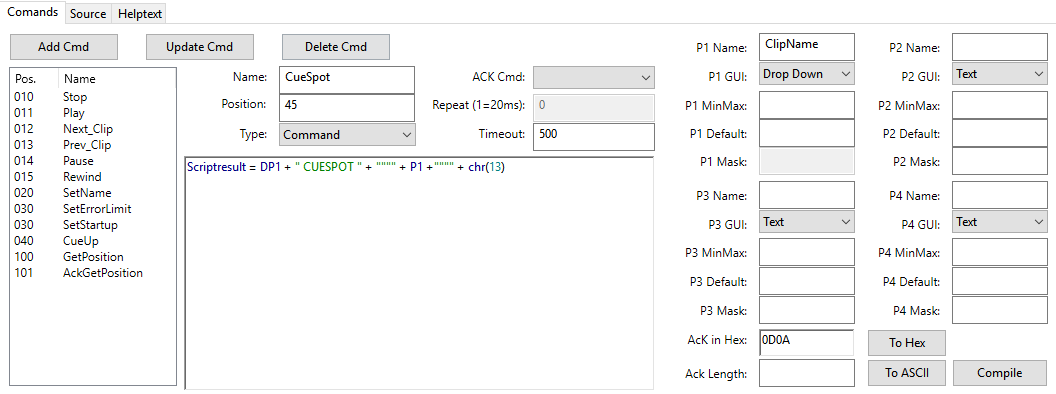 Comands Source Helptext
Add Cmd Update Cmd Delete Cmd
Pos. Name
010 Stop
011 Play
012 Next_Clip
013 Prev_Clip
014 Pause
015 Rewind
020 SetName
030 SetErrorLimit
030 SetStartup
040 CueUp
100 GetPosition
101 AckGetPosition
Name: CueSpot ACK Cmd:
Position: 45 Repeat (1=20ms): 0
Type: Command Timeout: 500
Scriptresult = DP1 + " CUESPOT " + """" + P1 +"""" + chr(13)
P1 Name: ClipName P2 Name:
P1 GUI: Drop Down P2 GUI: Text
P1 MinMax: P2 MinMax:
P1 Default: P2 Default:
P1 Mask: P2 Mask:
P3 Name: P4 Name:
P3 GUI: Text P4 GUI: Text
P3 MinMax: P4 MinMax:
P3 Default: P4 Default:
P3 Mask: P4 Mask:
AcK in Hex: 0D0A To Hex
Ack Length: To ASCII Compile